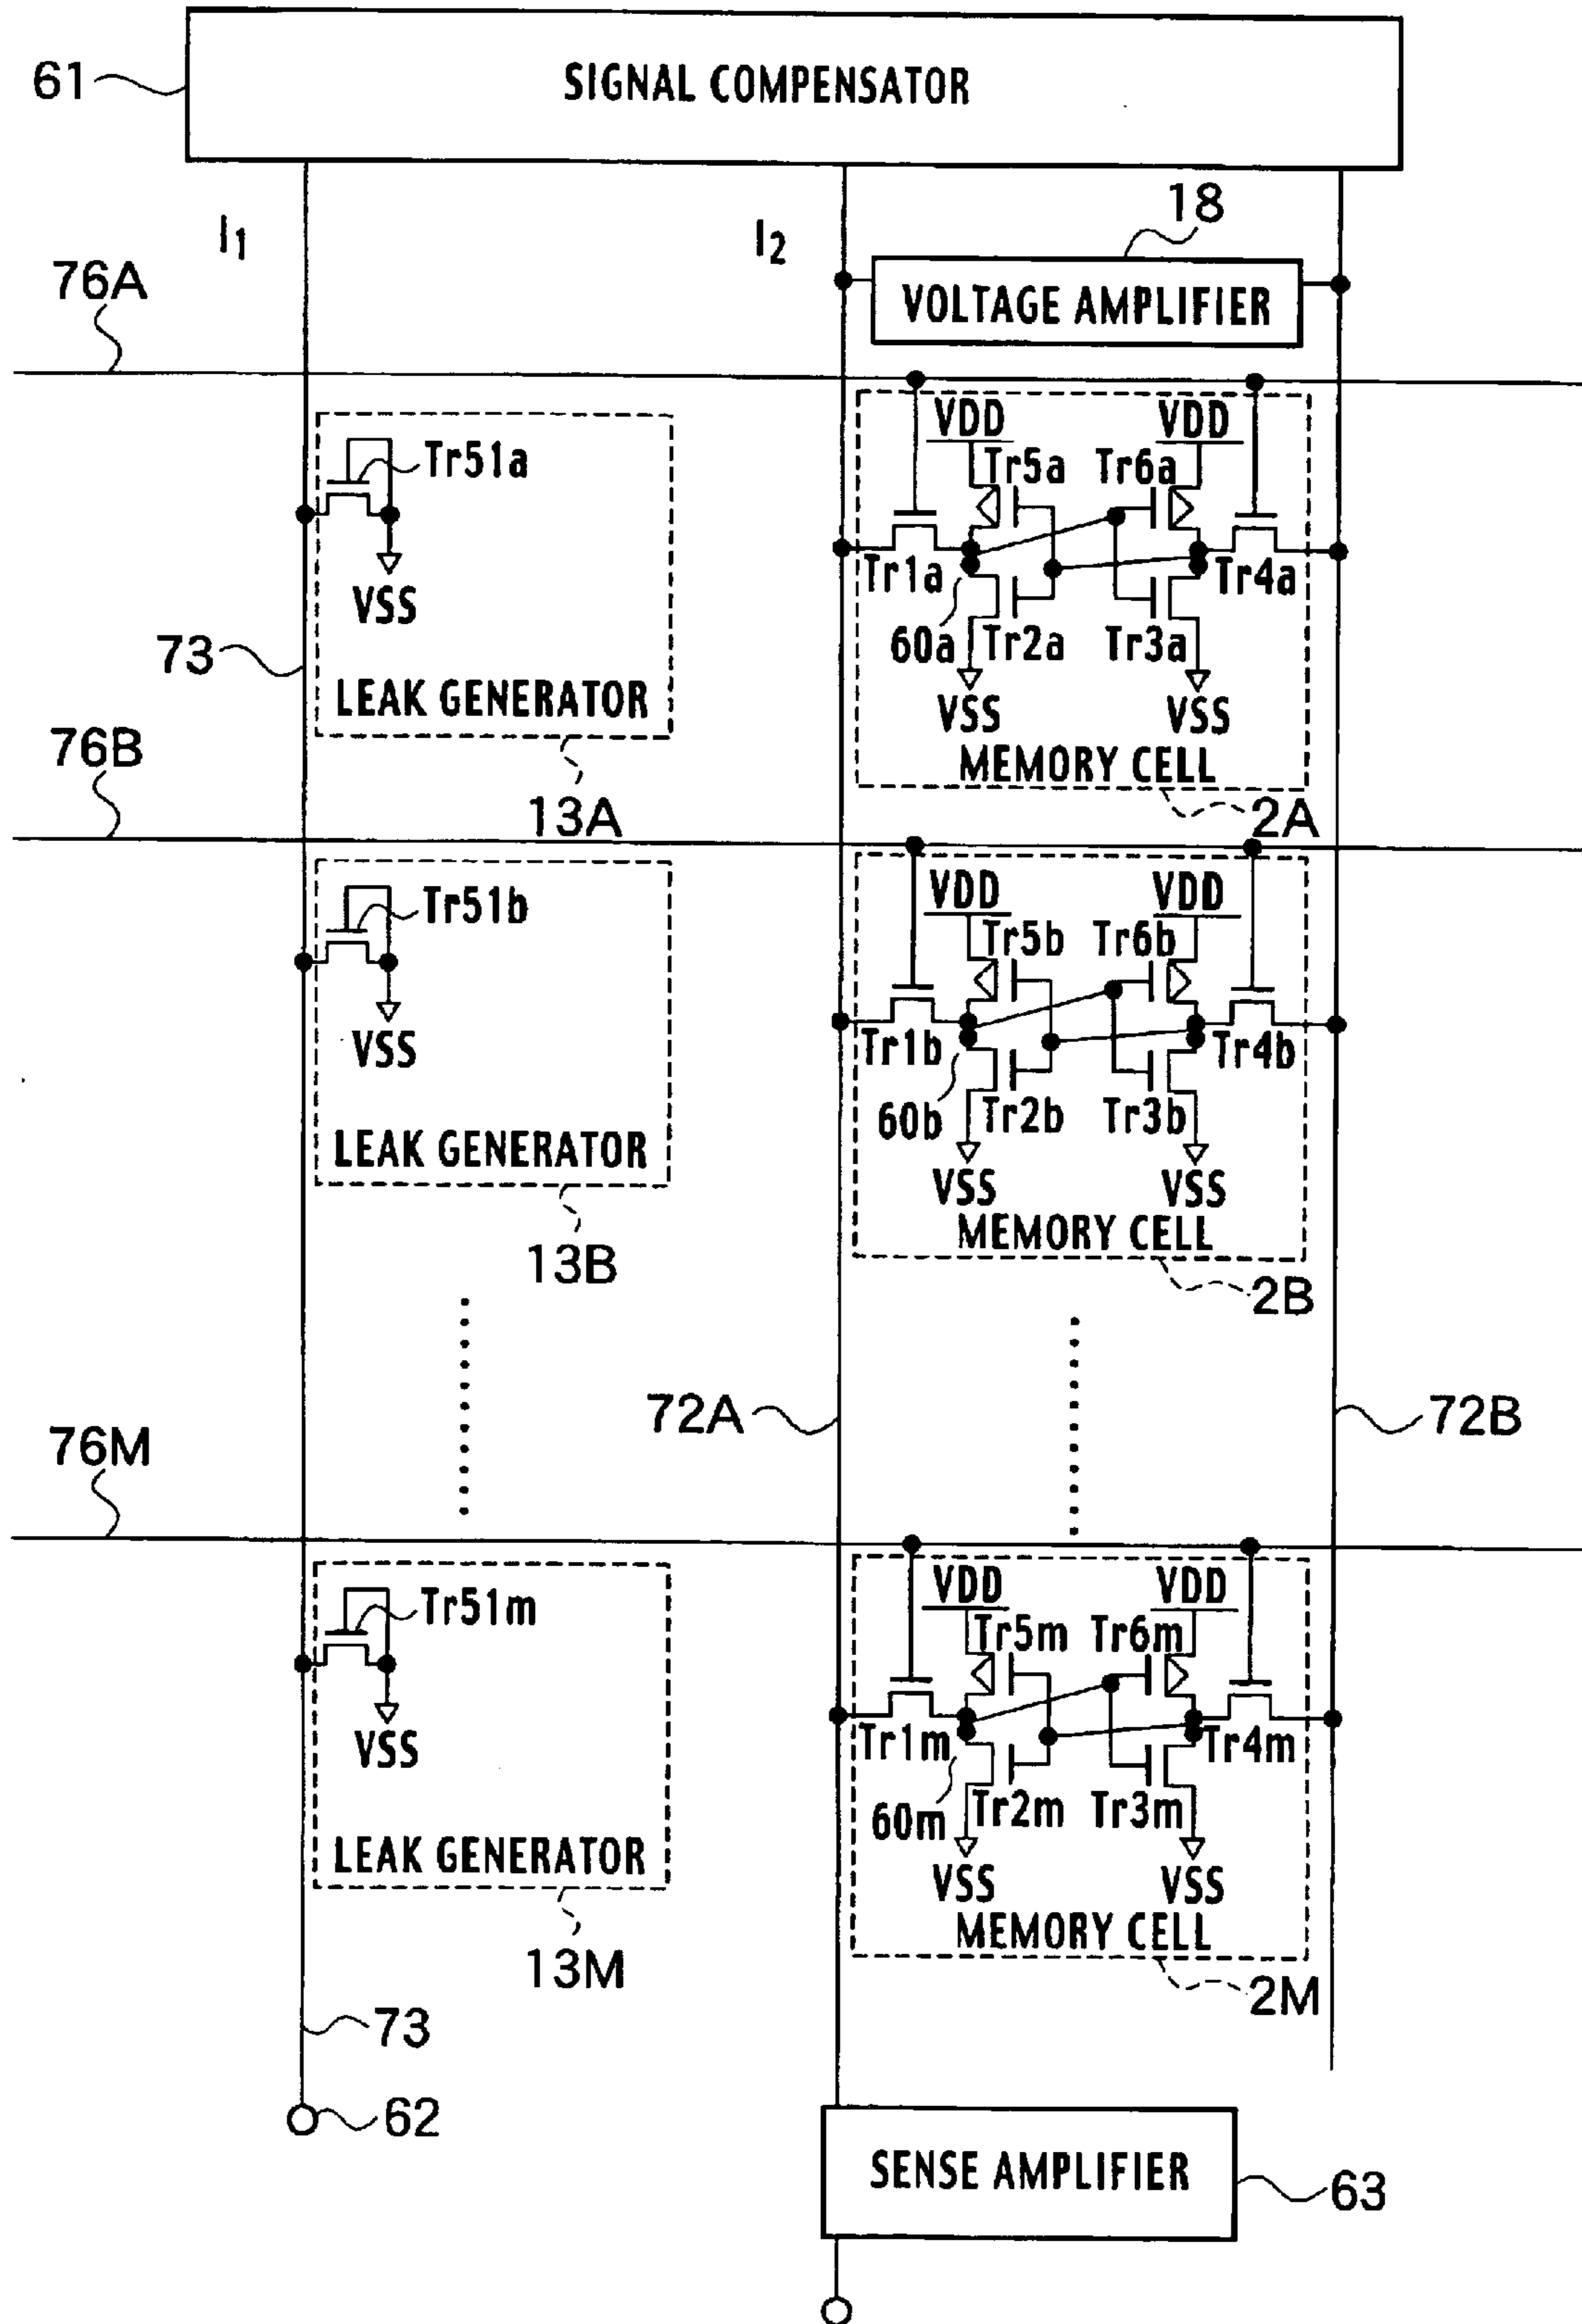 61
SIGNAL COMPENSATOR
I1
I2
18
VOLTAGE AMPLIFIER
76A
VDD
VDD
Tr51a
Tr5a
Tr6a
Tr1a
Tr4a
VSS
60a
Tr2a
Tr3a
73
VSS
VSS
LEAK GENERATOR
MEMORY CELL
76B
13A
2A
VDD
VDD
Tr51b
Tr5b
Tr6b
Tr1b
Tr4b
VSS
60b
Tr2b
Tr3b
LEAK GENERATOR
VSS
VSS
MEMORY CELL
13B
2B
72A
72B
76M
VDD
VDD
Tr51m
Tr5m
Tr6m
Tr1m
Tr4m
VSS
60m
Tr2m
Tr3m
LEAK GENERATOR
VSS
VSS
MEMORY CELL
13M
2M
73
62
SENSE AMPLIFIER
63